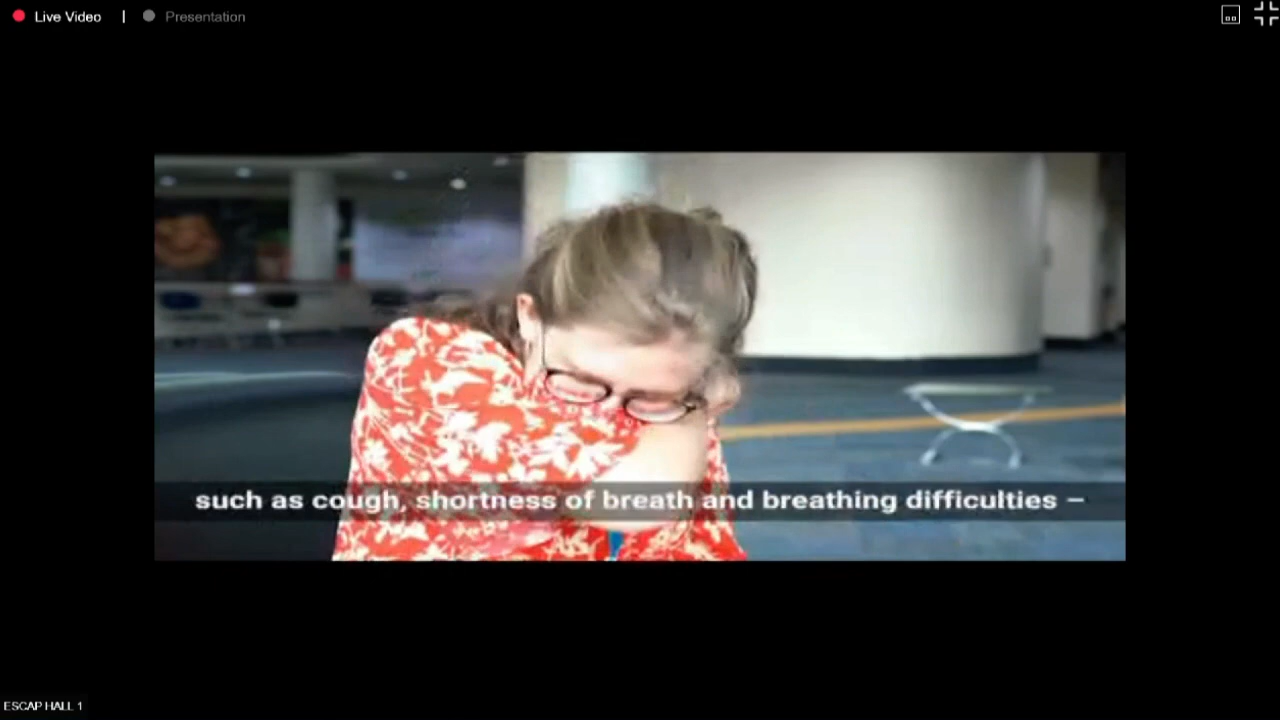 Live Video | Presentation
such as cough, shortness of breath and breathing difficulties –
ESCAP HALL 1